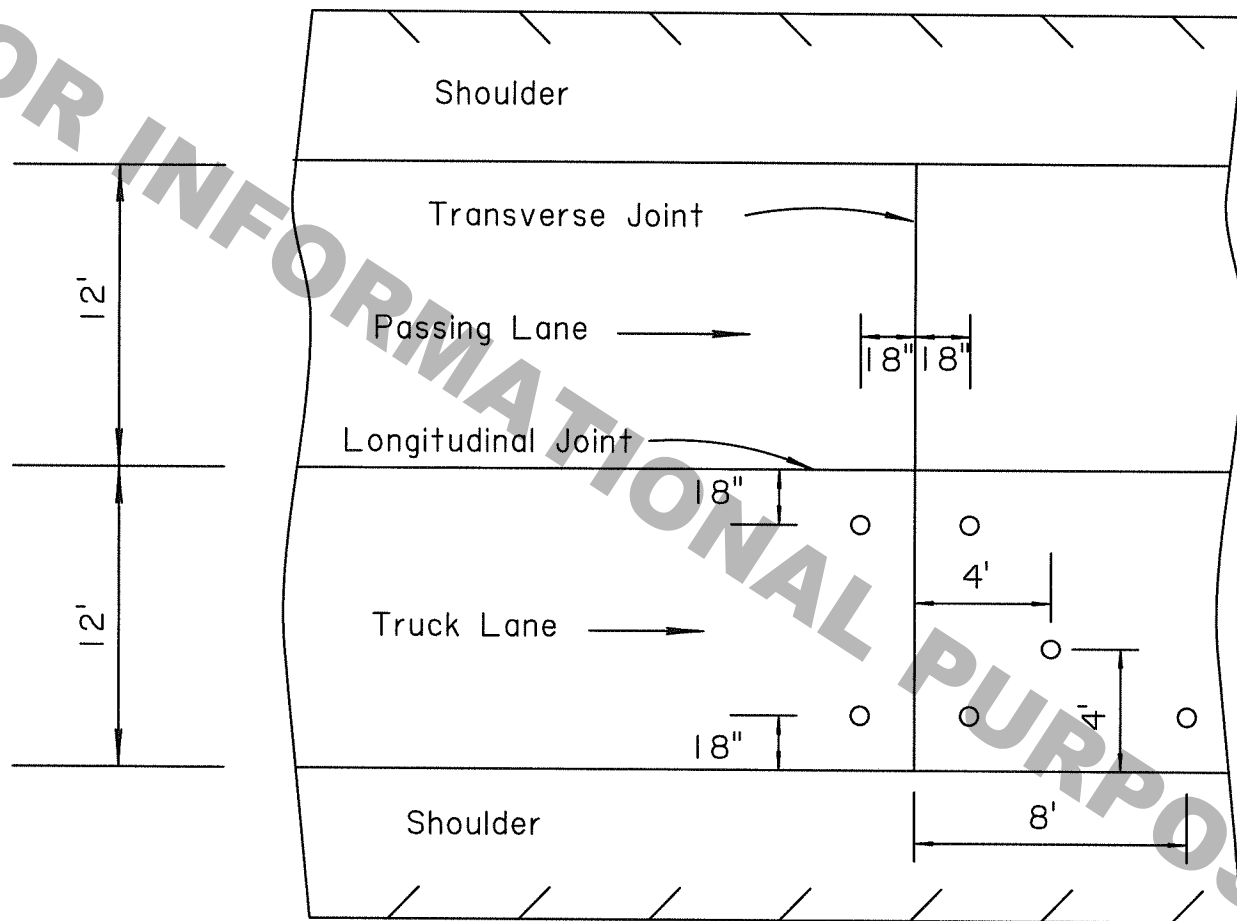 Shoulder
Transverse Joint
12'
Passing Lane
18" 18"
Longitudinal Joint
18"
4'
12'
Truck Lane
4'
18"
8'
Shoulder
OR INFORMATIONAL PURPOS